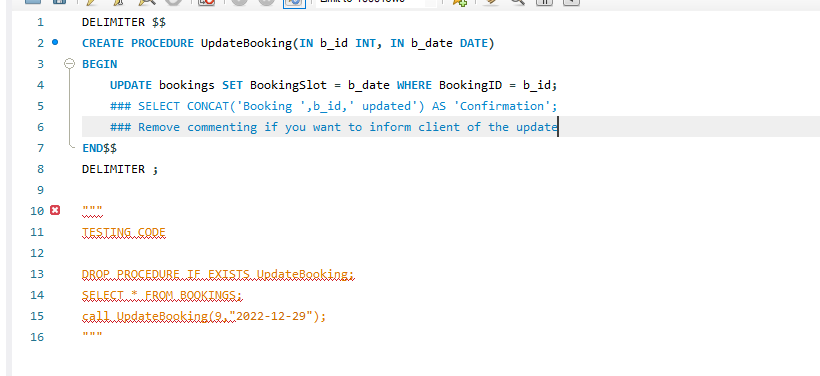 1 DELIMITER $$
2 CREATE PROCEDURE UpdateBooking(IN b_id INT, IN b_date DATE)
3 BEGIN
4 UPDATE bookings SET BookingSlot = b_date WHERE BookingID = b_id;
5 ### SELECT CONCAT('Booking ',b_id,' updated') AS 'Confirmation';
6 ### Remove commenting if you want to inform client of the update
7 END$$
8 DELIMITER ;
9
10 """
11 TESTING CODE
12
13 DROP PROCEDURE IF EXISTS UpdateBooking;
14 SELECT * FROM BOOKINGS;
15 call UpdateBooking(9,"2022-12-29");
16 """